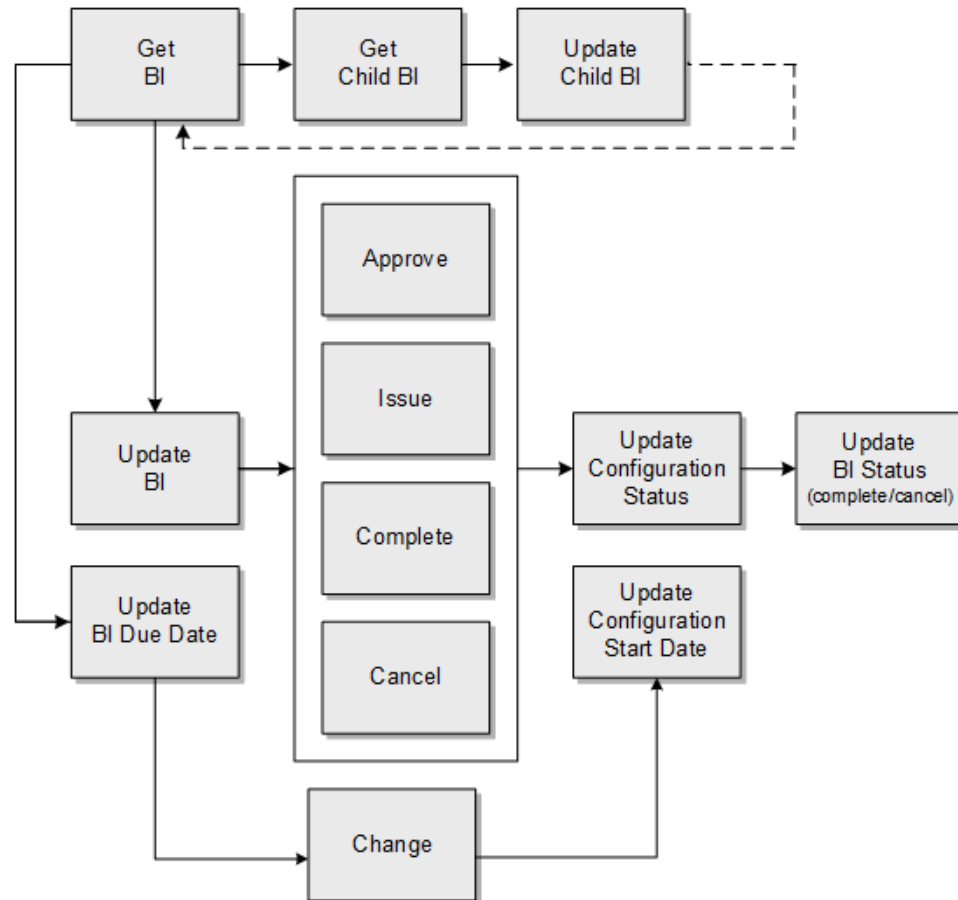 Get
BI
Get
Child BI
Update
Child BI
Approve
Issue
Complete
Cancel
Update
BI
Update
Configuration
Status
Update
BI Status
(complete/cancel)
Update
BI Due Date
Update
Configuration
Start Date
Change